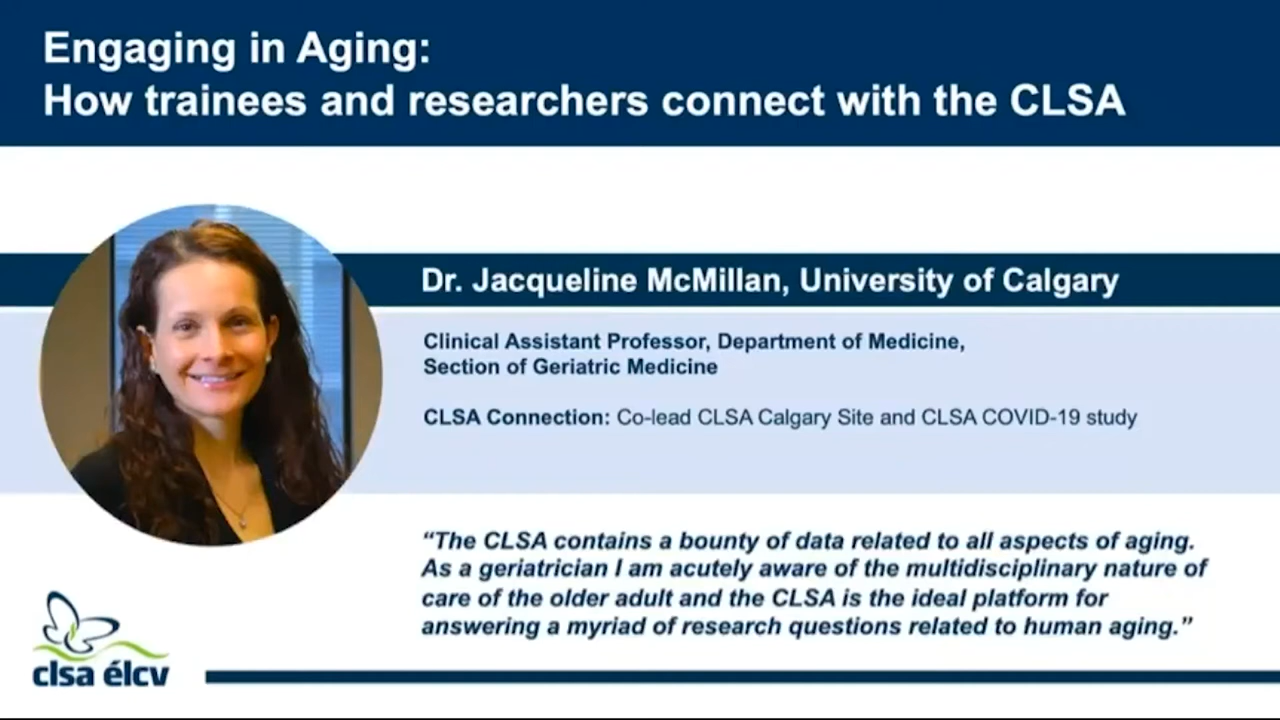 Engaging in Aging:
How trainees and researchers connect with the CLSA
Dr. Jacqueline McMillan, University of Calgary
Clinical Assistant Professor, Department of Medicine,
Section of Geriatric Medicine
CLSA Connection: Co-lead CLSA Calgary Site and CLSA COVID-19 study
“The CLSA contains a bounty of data related to all aspects of aging.
As a geriatrician I am acutely aware of the multidisciplinary nature of
care of the older adult and the CLSA is the ideal platform for
answering a myriad of research questions related to human aging.”
clsa élcv